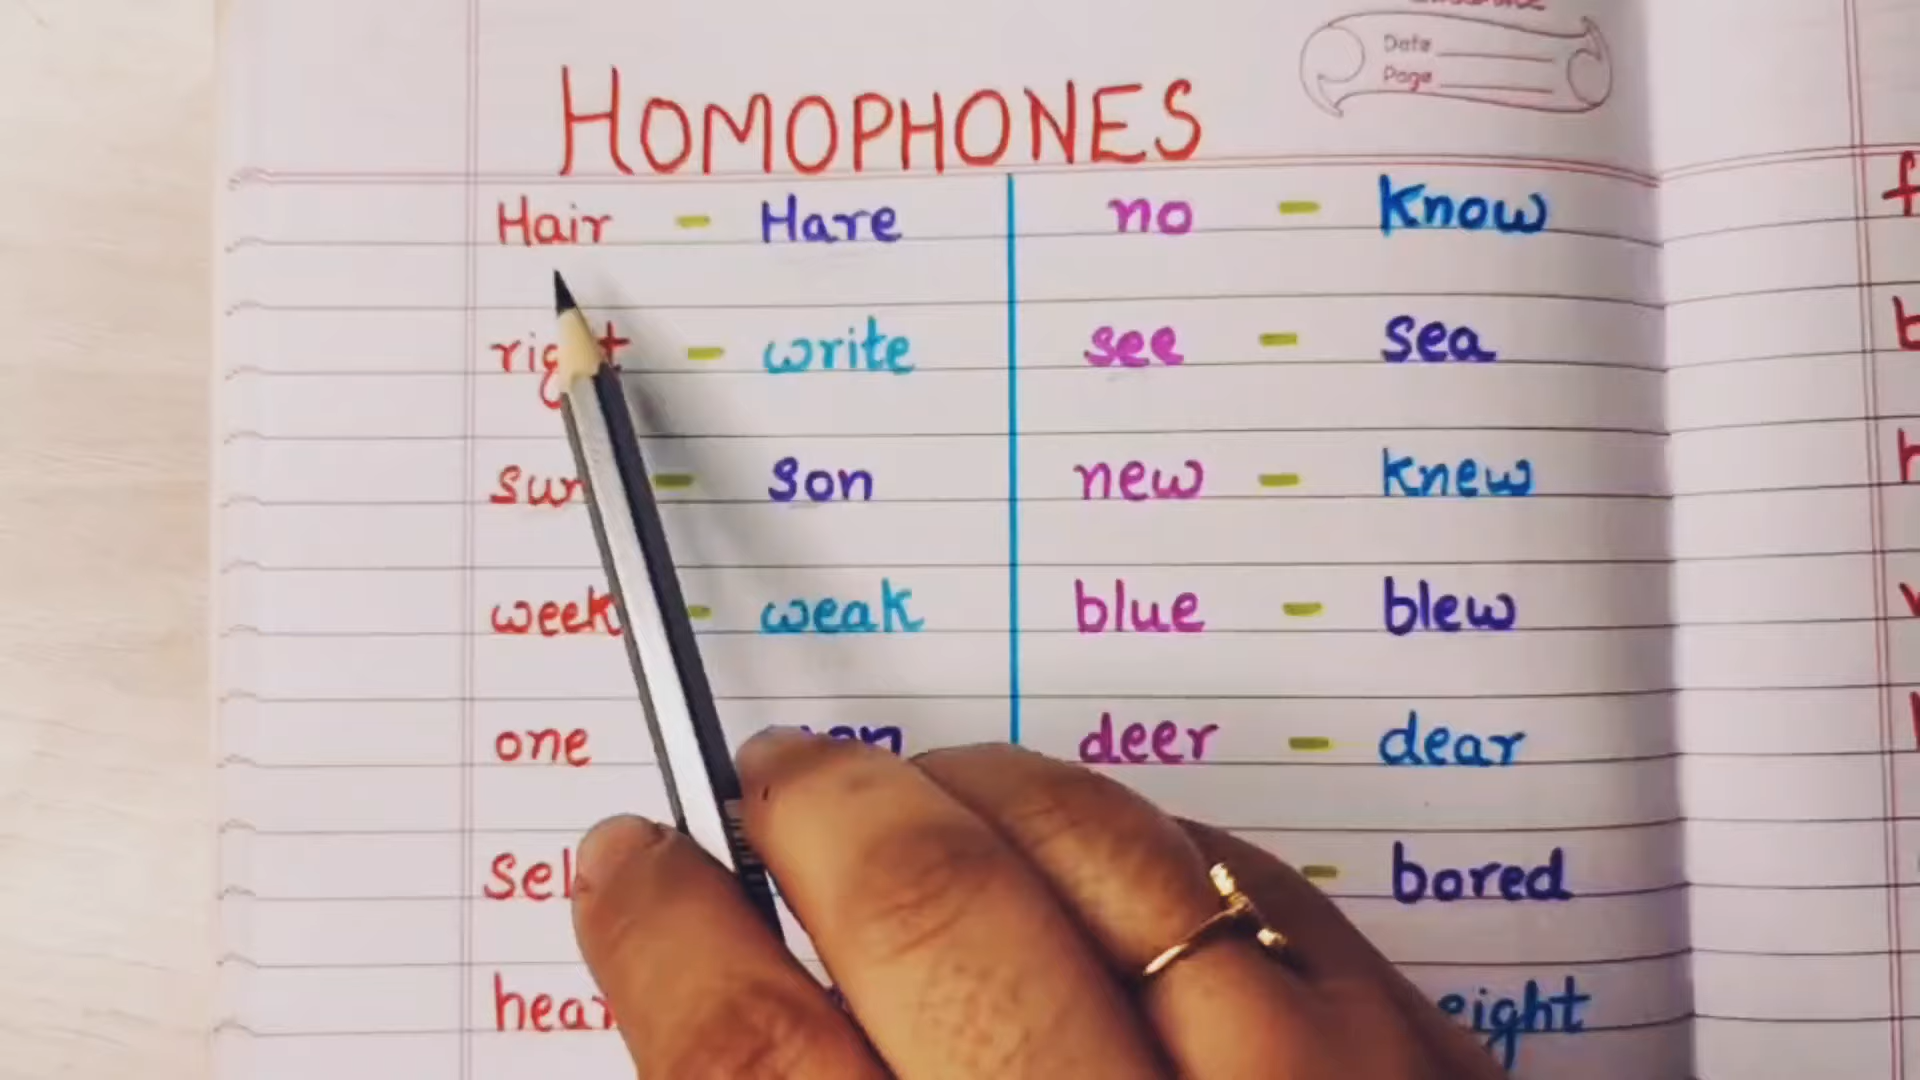 Date
Page
HOMOPHONES
Hair - Hare no - know
write see - sea
son new - knew
week - weak blue - blew
one deer - dear
- bored